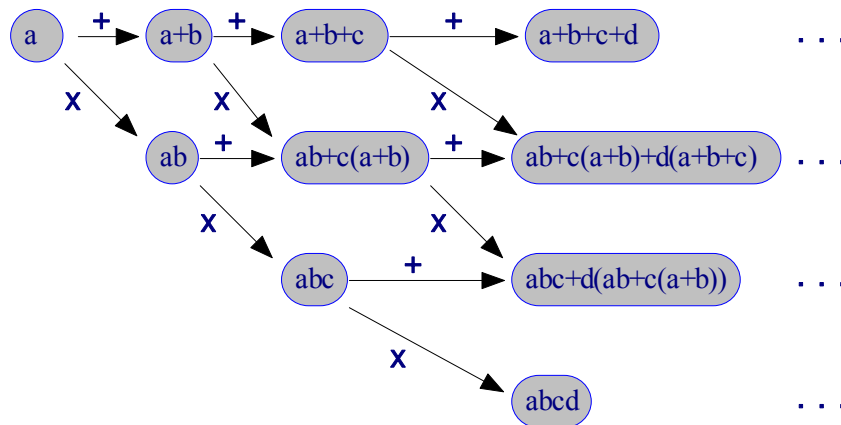 a + a+b + a+b+c + a+b+c+d . . .
X X X
ab + ab+c(a+b) + ab+c(a+b)+d(a+b+c) . . .
X X
abc + abc+d(ab+c(a+b)) . . .
X
abcd . . .